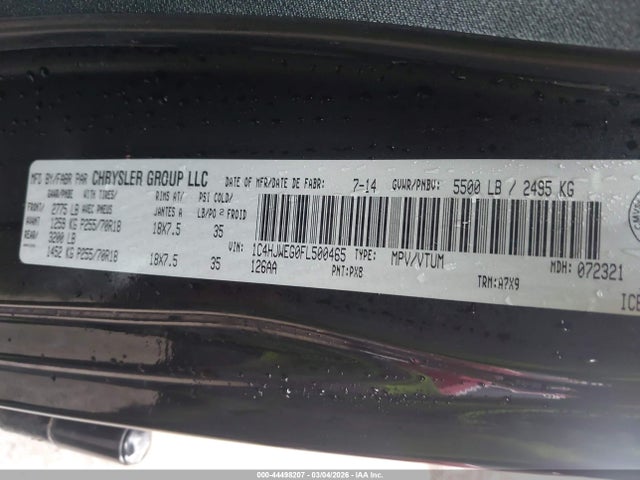 MFD BY/FABR PAR CHRYSLER GROUP LLC DATE OF MFR/DATE DE FABR: 7-14 GVWR/PNBV: 5500 LB / 2495 KG
GAWR/PNBE WITH TIRES/ RIMS AT/ PSI COLD/
FRONT/ 2775 LB AVEC PNEUS JANTES A LB/PO 2 FROID
AVANT 1259 KG P255/70R18 18X7.5 35
REAR/ 3200 LB
1452 KG P255/70R18 18X7.5 35
VIN: 1C4HJWEG0FL500465 TYPE: MPV/VTUM MDH: 072321
126AA PNT: PX8 TRN: A7X9
ICE
000-44498207 - 03/04/2026 - IAA